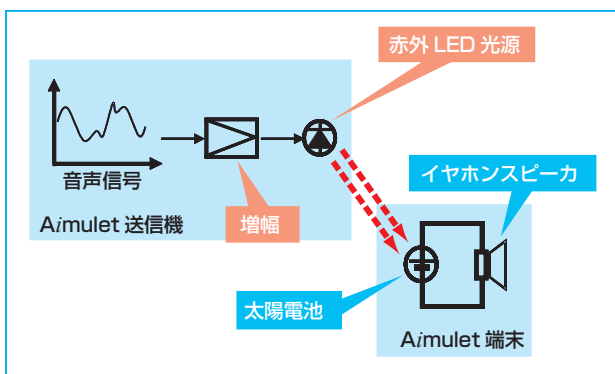 赤外 LED 光源
音声信号
イヤホンスピーカ
Aimulet 送信機
増幅
太陽電池
Aimulet 端末